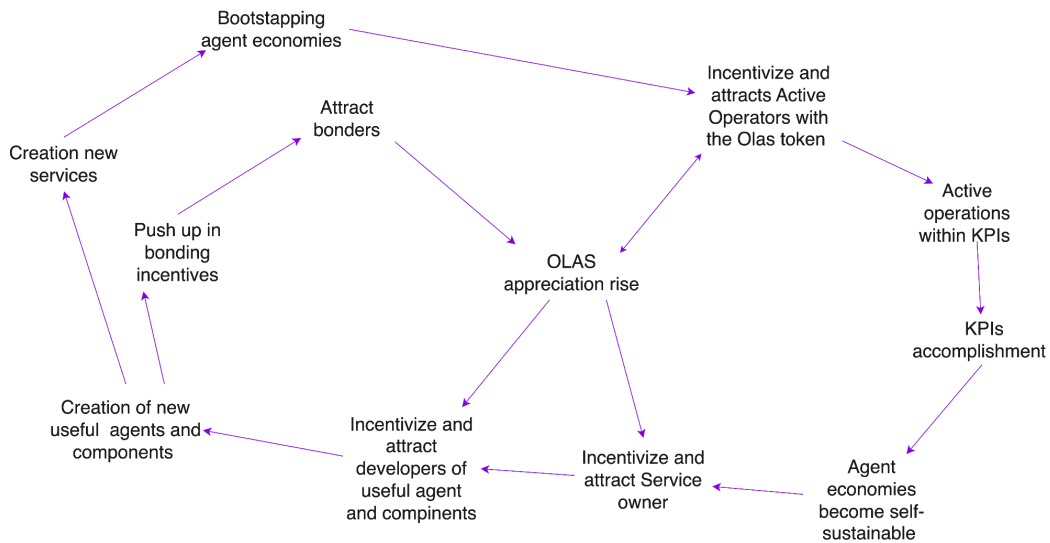 Bootstapping
agent economies
Incentivize and
attracts Active
Operators with
the Olas token
Attract
bonders
Creation new
services
Active
operations
within KPIs
Push up in
bonding
incentives
OLAS
appreciation rise
KPIs
accomplishment
Creation of new
useful agents and
components
Incentivize and
attract
developers of
useful agent
and compinents
Incentivize and
attract Service
owner
Agent
economies
become self-
sustainable